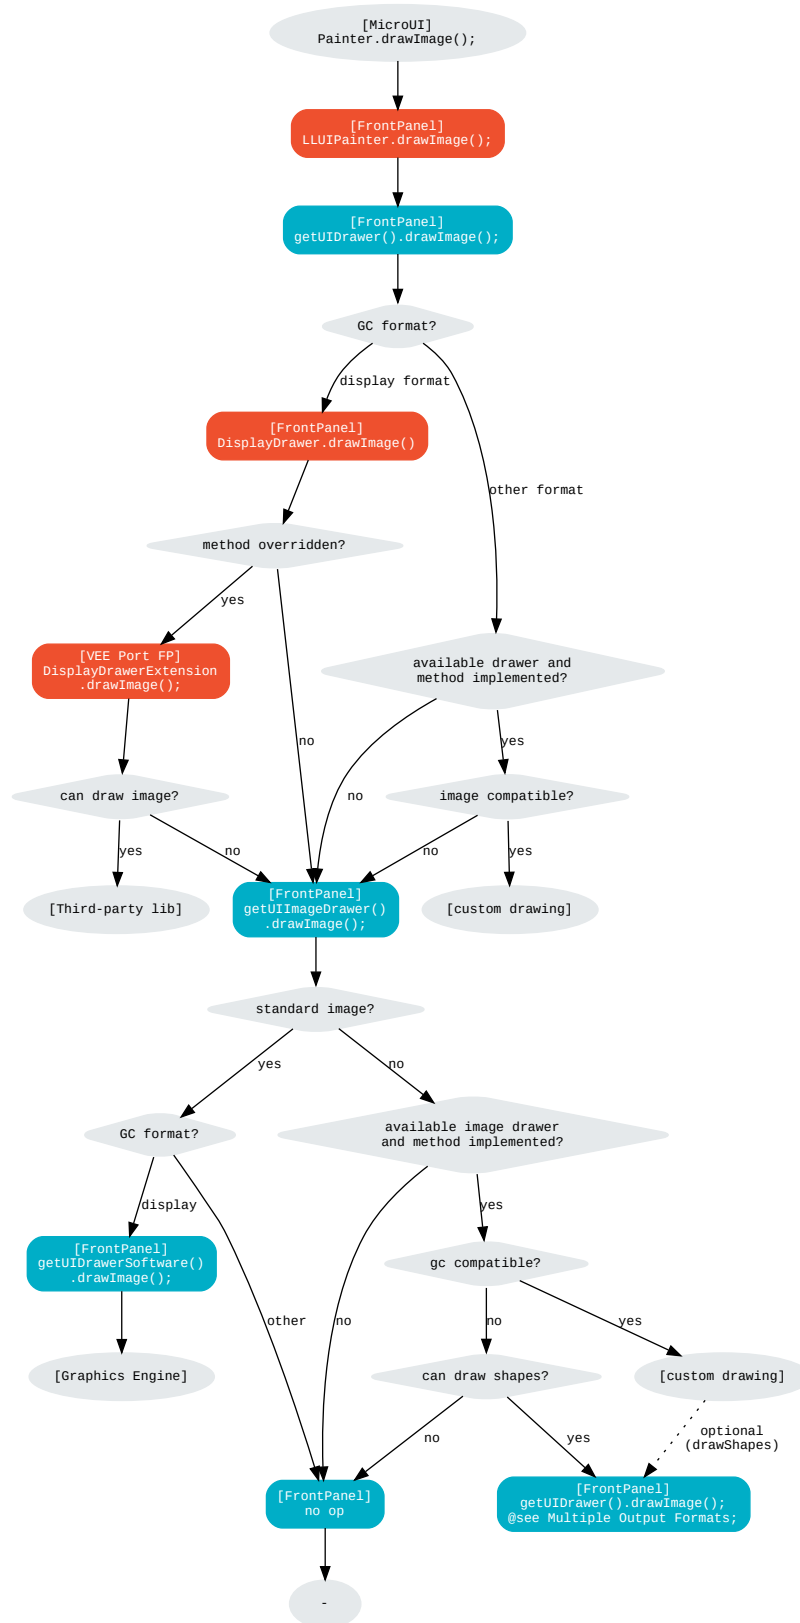 [MicroUI]
Painter.drawImage();
[FrontPanel]
LLUIPainter.drawImage();
[FrontPanel]
getUIDrawer().drawImage();
GC format?
display format
[FrontPanel]
DisplayDrawer.drawImage()
other format
method overridden?
yes
[VEE Port FP]
DisplayDrawerExtension
.drawImage();
available drawer and
method implemented?
no
yes
can draw image?
no
image compatible?
yes
no
no
yes
[Third-party lib]
[FrontPanel]
getUIImageDrawer()
.drawImage();
[custom drawing]
standard image?
yes
no
GC format?
available image drawer
and method implemented?
display
yes
[FrontPanel]
getUIDrawerSoftware()
.drawImage();
gc compatible?
other
no
no
yes
[Graphics Engine]
can draw shapes?
[custom drawing]
no
yes
optional
(drawShapes)
[FrontPanel]
no op
[FrontPanel]
getUIDrawer().drawImage();
@see Multiple Output Formats;
-